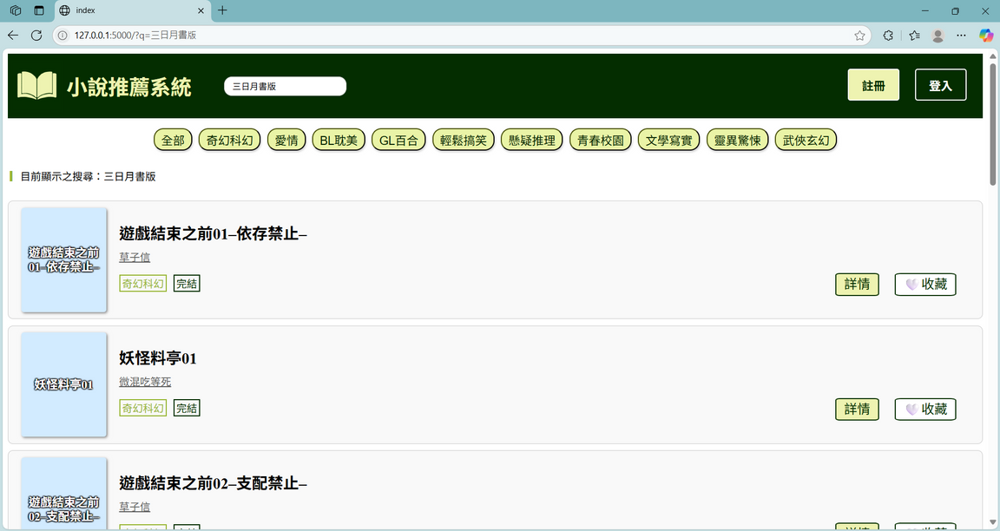 index
127.0.0.1:5000/?q=三日月書版
小說推薦系統
三日月書版
註冊
登入
全部
奇幻科幻
愛情
BL耽美
GL百合
輕鬆搞笑
懸疑推理
青春校園
文學寫實
靈異驚悚
武俠玄幻
目前顯示之搜尋：三日月書版
遊戲結束之前
01–依存禁止–
遊戲結束之前01–依存禁止–
草子信
奇幻科幻
完結
詳情
收藏
妖怪料亭01
妖怪料亭01
微混吃等死
奇幻科幻
完結
詳情
收藏
遊戲結束之前
02–支配禁止–
遊戲結束之前02–支配禁止–
草子信